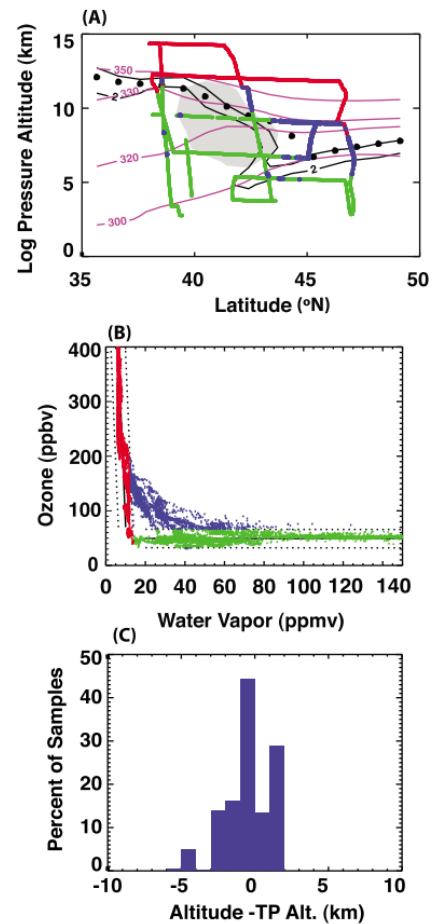 (A)
15
10
5
0
Log Pressure Altitude (km)
350
330
2
320
300
2
35
40
45
50
Latitude (ºN)
(B)
400
300
200
100
0
Ozone (ppbv)
0 20 40 60 80 100 120 140
Water Vapor (ppmv)
(C)
50
40
30
20
10
0
Percent of Samples
-10 -5 0 5 10
Altitude -TP Alt. (km)